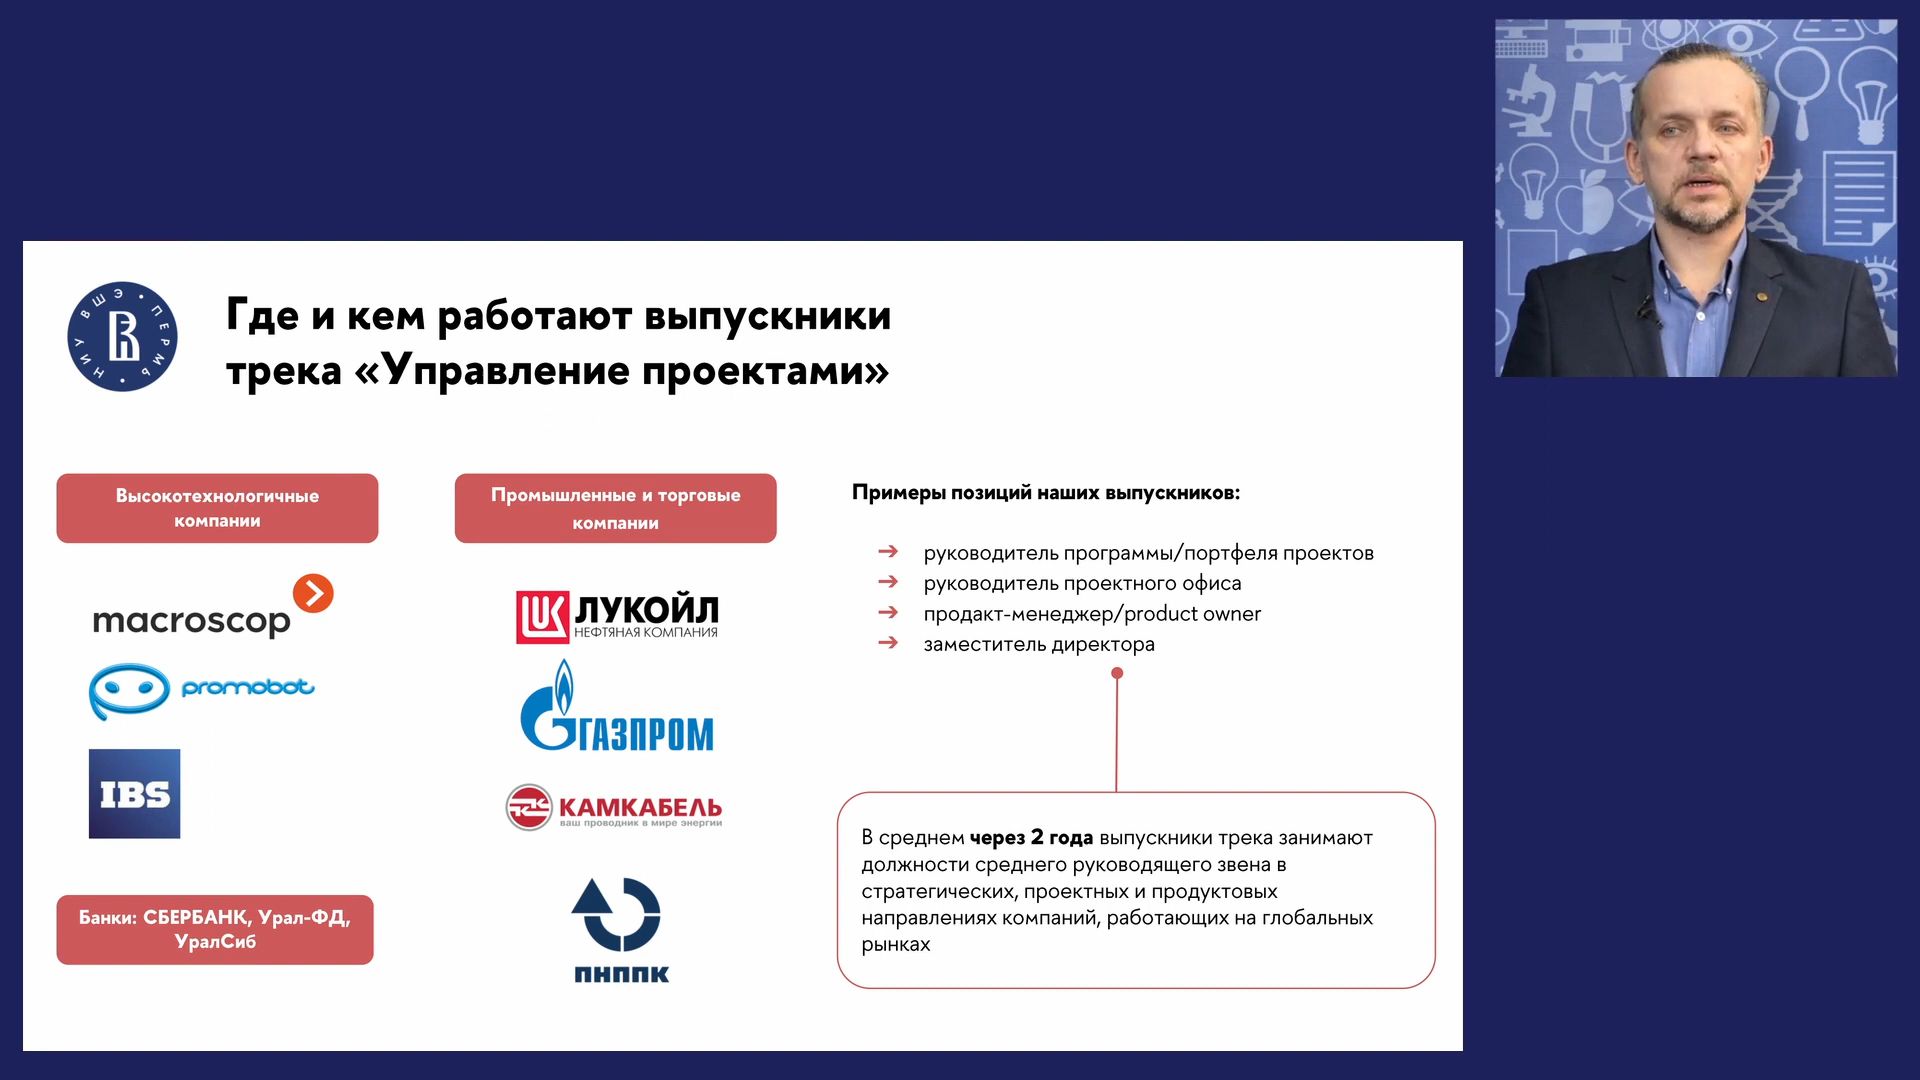 НИУ ВШЭ • ПЕРМЬ •
Где и кем работают выпускники
трека «Управление проектами»
Высокотехнологичные
компании
macroscop
promobot
IBS
Банки: СБЕРБАНК, Урал-ФД,
УралСиб
Промышленные и торговые
компании
ЛУКОЙЛ
НЕФТЯНАЯ КОМПАНИЯ
ГАЗПРОМ
КАМКАБЕЛЬ
ваш проводник в мире энергии
ПНППК
Примеры позиций наших выпускников:
➔ руководитель программы/портфеля проектов
➔ руководитель проектного офиса
➔ продакт-менеджер/product owner
➔ заместитель директора
В среднем через 2 года выпускники трека занимают
должности среднего руководящего звена в
стратегических, проектных и продуктовых
направлениях компаний, работающих на глобальных
рынках